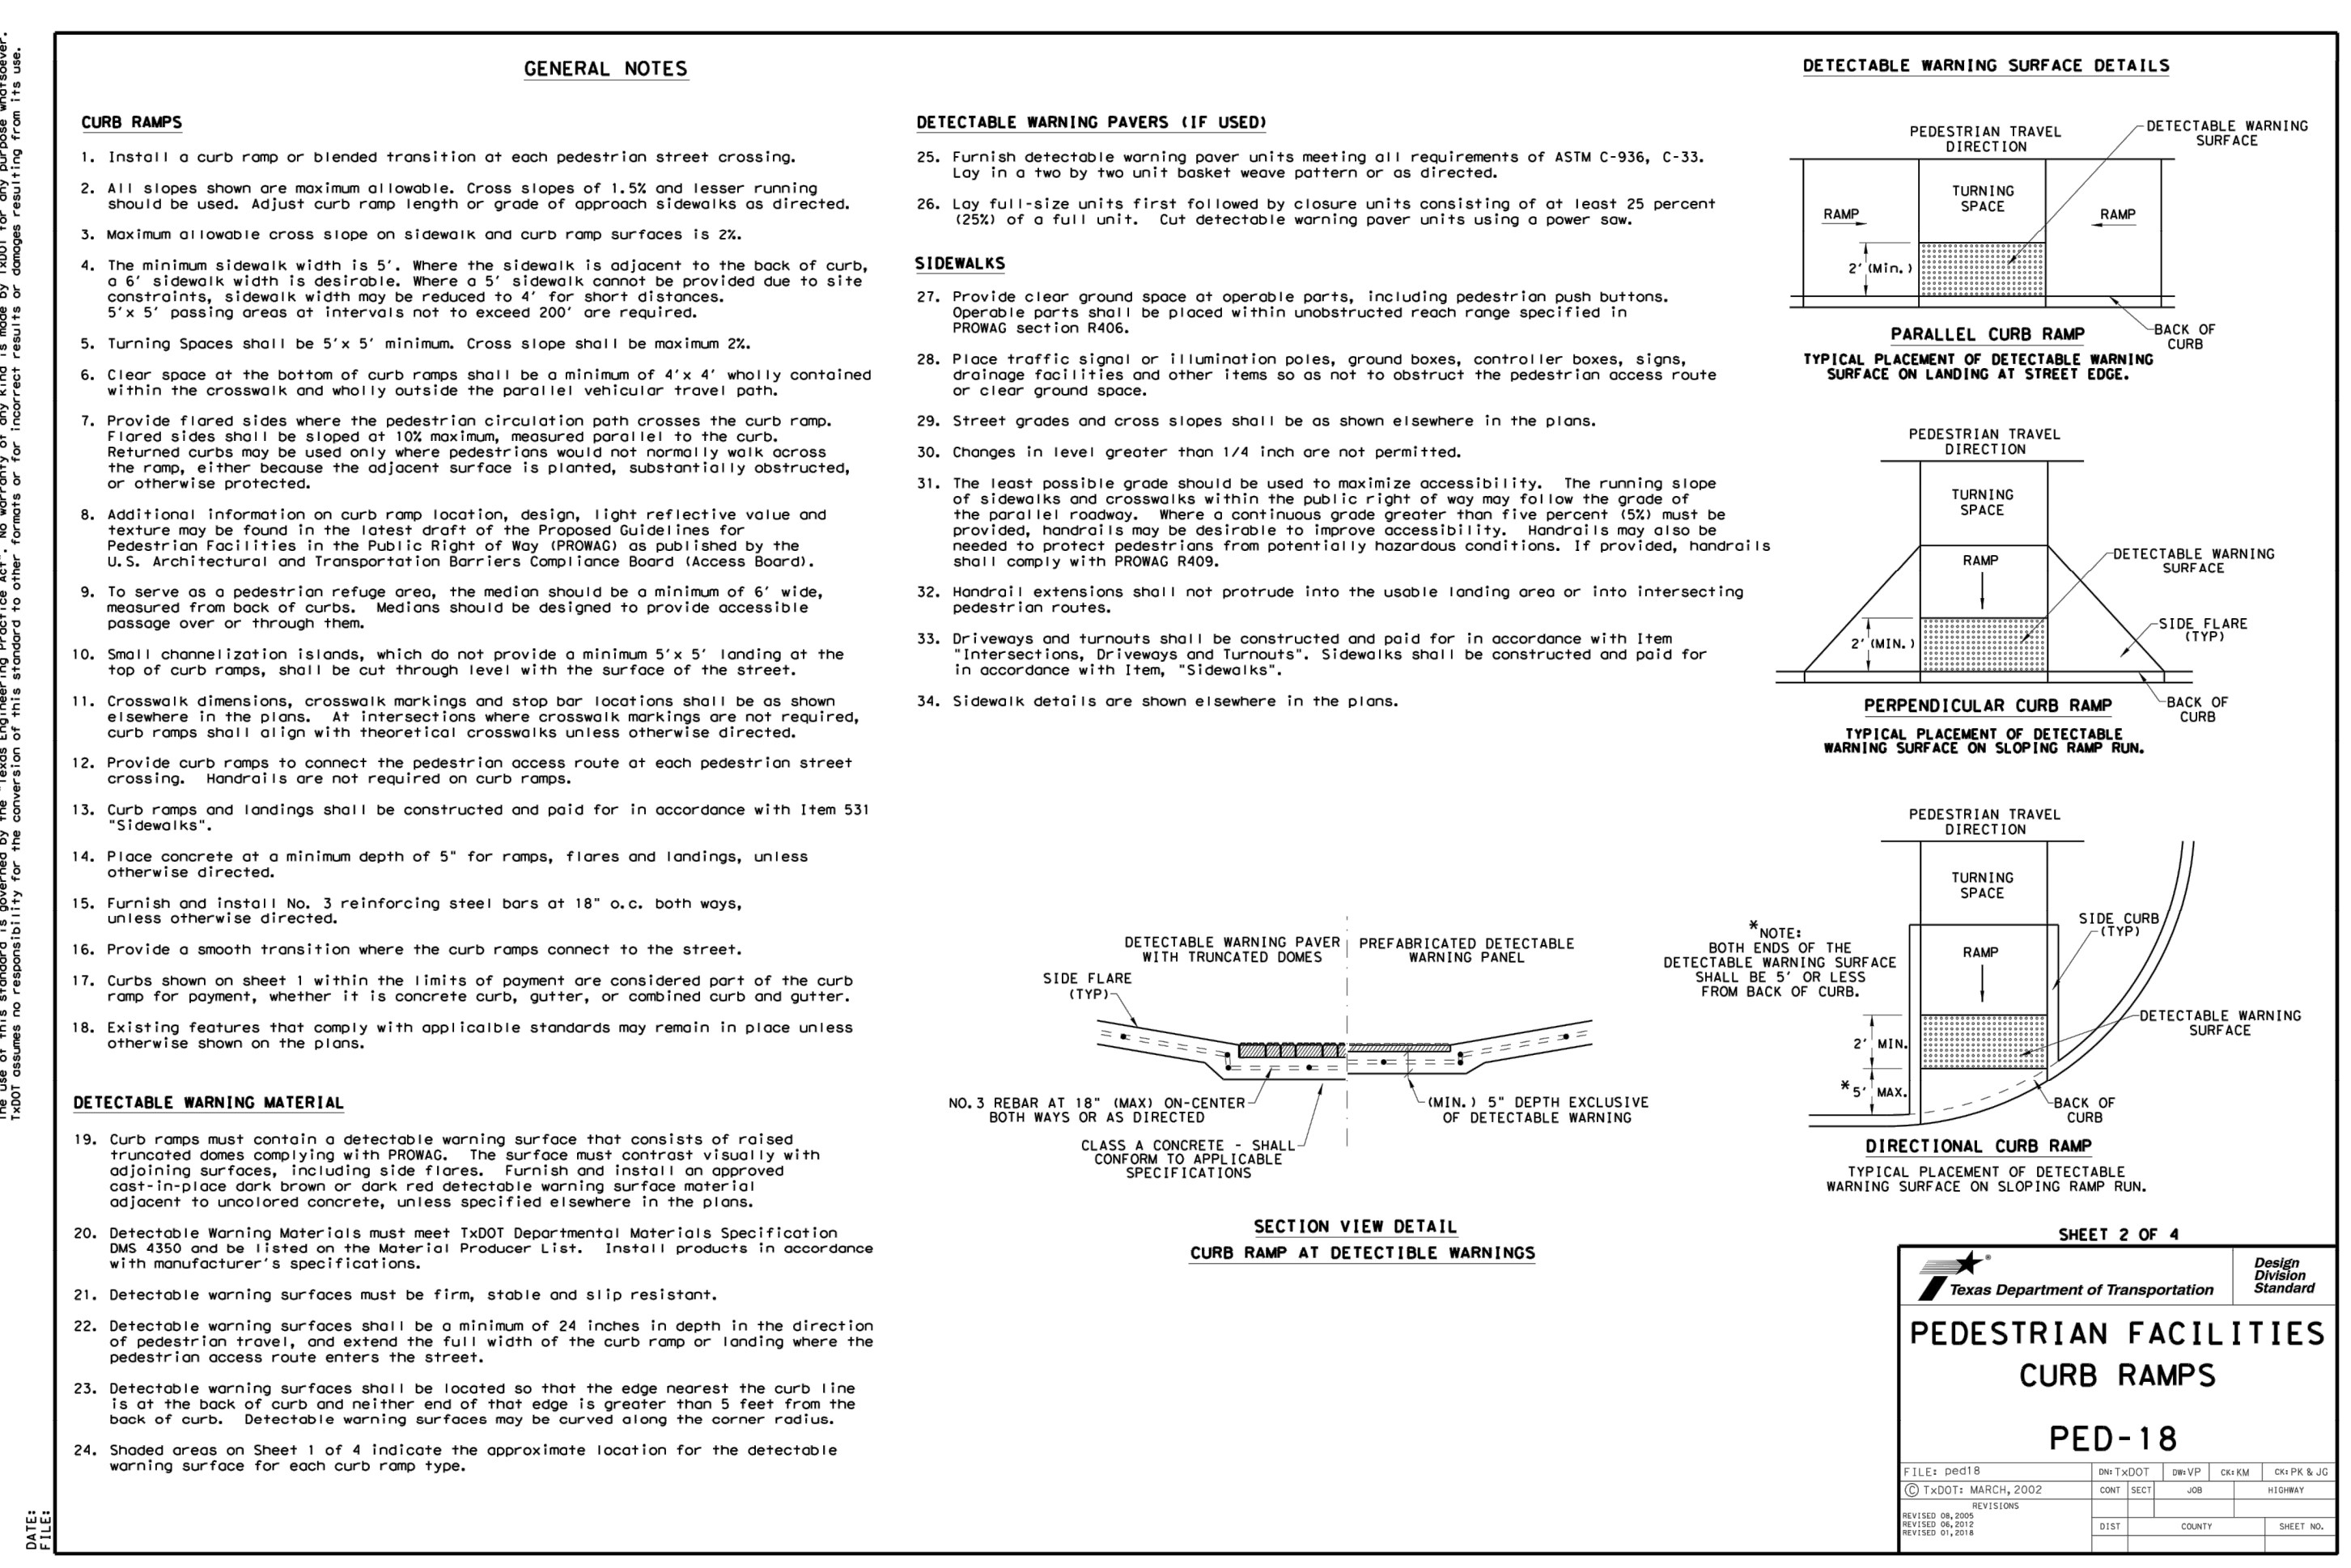 GENERAL NOTES
CURB RAMPS
1. Install a curb ramp or blended transition at each pedestrian street crossing.
2. All slopes shown are maximum allowable. Cross slopes of 1.5% and lesser running
should be used. Adjust curb ramp length or grade of approach sidewalks as directed.
3. Maximum allowable cross slope on sidewalk and curb ramp surfaces is 2%.
4. The minimum sidewalk width is 5'. Where the sidewalk is adjacent to the back of curb,
a 6' sidewalk width is desirable. Where a 5' sidewalk cannot be provided due to site
constraints, sidewalk width may be reduced to 4' for short distances.
5'x 5' passing areas at intervals not to exceed 200' are required.
5. Turning Spaces shall be 5'x 5' minimum. Cross slope shall be maximum 2%.
6. Clear space at the bottom of curb ramps shall be a minimum of 4'x 4' wholly contained
within the crosswalk and wholly outside the parallel vehicular travel path.
7. Provide flared sides where the pedestrian circulation path crosses the curb ramp.
Flared sides shall be sloped at 10% maximum, measured parallel to the curb.
Returned curbs may be used only where pedestrians would not normally walk across
the ramp, either because the adjacent surface is planted, substantially obstructed,
or otherwise protected.
8. Additional information on curb ramp location, design, light reflective value and
texture may be found in the latest draft of the Proposed Guidelines for
Pedestrian Facilities in the Public Right of Way (PROWAG) as published by the
U.S. Architectural and Transportation Barriers Compliance Board (Access Board).
9. To serve as a pedestrian refuge area, the median should be a minimum of 6' wide,
measured from back of curbs. Medians should be designed to provide accessible
passage over or through them.
10. Small channelization islands, which do not provide a minimum 5'x 5' landing at the
top of curb ramps, shall be cut through level with the surface of the street.
11. Crosswalk dimensions, crosswalk markings and stop bar locations shall be as shown
elsewhere in the plans. At intersections where crosswalk markings are not required,
curb ramps shall align with theoretical crosswalks unless otherwise directed.
12. Provide curb ramps to connect the pedestrian access route at each pedestrian street
crossing. Handrails are not required on curb ramps.
13. Curb ramps and landings shall be constructed and paid for in accordance with Item 531
"Sidewalks".
14. Place concrete at a minimum depth of 5" for ramps, flares and landings, unless
otherwise directed.
15. Furnish and install No. 3 reinforcing steel bars at 18" o.c. both ways,
unless otherwise directed.
16. Provide a smooth transition where the curb ramps connect to the street.
17. Curbs shown on sheet 1 within the limits of payment are considered part of the curb
ramp for payment, whether it is concrete curb, gutter, or combined curb and gutter.
18. Existing features that comply with applicalble standards may remain in place unless
otherwise shown on the plans.
DETECTABLE WARNING MATERIAL
19. Curb ramps must contain a detectable warning surface that consists of raised
truncated domes complying with PROWAG. The surface must contrast visually with
adjoining surfaces, including side flares. Furnish and install an approved
cast-in-place dark brown or dark red detectable warning surface material
adjacent to uncolored concrete, unless specified elsewhere in the plans.
20. Detectable Warning Materials must meet TxDOT Departmental Materials Specification
DMS 4350 and be listed on the Material Producer List. Install products in accordance
with manufacturer's specifications.
21. Detectable warning surfaces must be firm, stable and slip resistant.
22. Detectable warning surfaces shall be a minimum of 24 inches in depth in the direction
of pedestrian travel, and extend the full width of the curb ramp or landing where the
pedestrian access route enters the street.
23. Detectable warning surfaces shall be located so that the edge nearest the curb line
is at the back of curb and neither end of that edge is greater than 5 feet from the
back of curb. Detectable warning surfaces may be curved along the corner radius.
24. Shaded areas on Sheet 1 of 4 indicate the approximate location for the detectable
warning surface for each curb ramp type.
DETECTABLE WARNING PAVERS (IF USED)
25. Furnish detectable warning paver units meeting all requirements of ASTM C-936, C-33.
Lay in a two by two unit basket weave pattern or as directed.
26. Lay full-size units first followed by closure units consisting of at least 25 percent
(25%) of a full unit. Cut detectable warning paver units using a power saw.
SIDEWALKS
27. Provide clear ground space at operable parts, including pedestrian push buttons.
Operable parts shall be placed within unobstructed reach range specified in
PROWAG section R406.
28. Place traffic signal or illumination poles, ground boxes, controller boxes, signs,
drainage facilities and other items so as not to obstruct the pedestrian access route
or clear ground space.
29. Street grades and cross slopes shall be as shown elsewhere in the plans.
30. Changes in level greater than 1/4 inch are not permitted.
31. The least possible grade should be used to maximize accessibility. The running slope
of sidewalks and crosswalks within the public right of way may follow the grade of
the parallel roadway. Where a continuous grade greater than five percent (5%) must be
provided, handrails may be desirable to improve accessibility. Handrails may also be
needed to protect pedestrians from potentially hazardous conditions. If provided, handrails
shall comply with PROWAG R409.
32. Handrail extensions shall not protrude into the usable landing area or into intersecting
pedestrian routes.
33. Driveways and turnouts shall be constructed and paid for in accordance with Item
"Intersections, Driveways and Turnouts". Sidewalks shall be constructed and paid for
in accordance with Item, "Sidewalks".
34. Sidewalk details are shown elsewhere in the plans.
DETECTABLE WARNING PAVER
WITH TRUNCATED DOMES
PREFABRICATED DETECTABLE
WARNING PANEL
SIDE FLARE
(TYP)
NO.3 REBAR AT 18" (MAX) ON-CENTER
BOTH WAYS OR AS DIRECTED
(MIN.) 5" DEPTH EXCLUSIVE
OF DETECTABLE WARNING
CLASS A CONCRETE - SHALL
CONFORM TO APPLICABLE
SPECIFICATIONS
SECTION VIEW DETAIL
CURB RAMP AT DETECTIBLE WARNINGS
DETECTABLE WARNING SURFACE DETAILS
PEDESTRIAN TRAVEL
DIRECTION
DETECTABLE WARNING
SURFACE
TURNING
SPACE
RAMP
RAMP
2' (Min.)
BACK OF
CURB
PARALLEL CURB RAMP
TYPICAL PLACEMENT OF DETECTABLE WARNING
SURFACE ON LANDING AT STREET EDGE.
PEDESTRIAN TRAVEL
DIRECTION
TURNING
SPACE
RAMP
DETECTABLE WARNING
SURFACE
2' (MIN.)
SIDE FLARE
(TYP)
BACK OF
CURB
PERPENDICULAR CURB RAMP
TYPICAL PLACEMENT OF DETECTABLE
WARNING SURFACE ON SLOPING RAMP RUN.
PEDESTRIAN TRAVEL
DIRECTION
TURNING
SPACE
SIDE CURB
(TYP)
*NOTE:
BOTH ENDS OF THE
DETECTABLE WARNING SURFACE
SHALL BE 5' OR LESS
FROM BACK OF CURB.
RAMP
DETECTABLE WARNING
SURFACE
2' MIN.
*5' MAX.
BACK OF
CURB
DIRECTIONAL CURB RAMP
TYPICAL PLACEMENT OF DETECTABLE
WARNING SURFACE ON SLOPING RAMP RUN.
SHEET 2 OF 4
®
Texas Department of Transportation
Design
Division
Standard
PEDESTRIAN FACILITIES
CURB RAMPS
PED-18
FILE: ped18
DN: TxDOT
DW: VP
CK: KM
CK: PK & JG
© TxDOT: MARCH, 2002
CONT
SECT
JOB
HIGHWAY
REVISIONS
REVISED 08,2005
REVISED 06,2012
REVISED 01,2018
DIST
COUNTY
SHEET NO.
The use of this standard is governed by the "Texas Engineering Practice Act". No warranty of any kind is made by TxDOT for any purpose whatsoever.
TxDOT assumes no responsibility for the conversion of this standard to other formats or for incorrect results or damages resulting from its use.
DATE:
FILE: